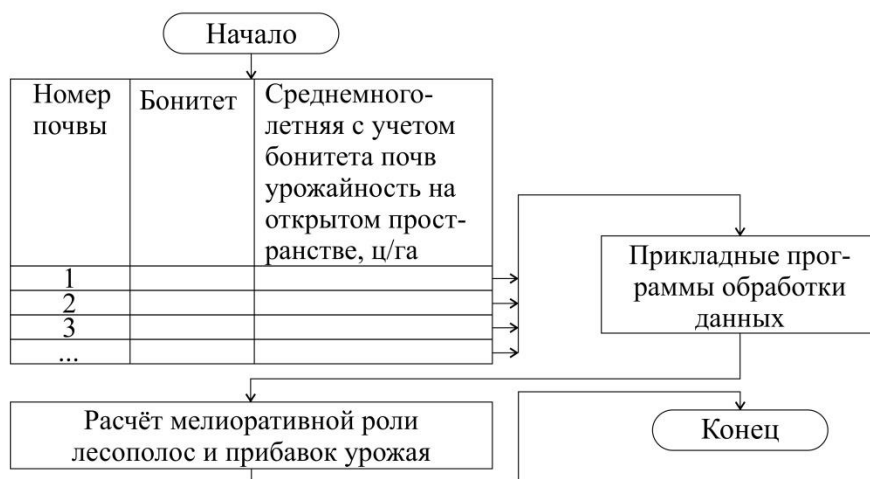 Начало
Номер
почвы
Бонитет
Среднемного-
летняя с учетом
бонитета почв
урожайность на
открытом прост-
ранстве, ц/га
1
2
3
...
Прикладные прог-
раммы обработки
данных
Расчёт мелиоративной роли
лесополос и прибавок урожая
Конец